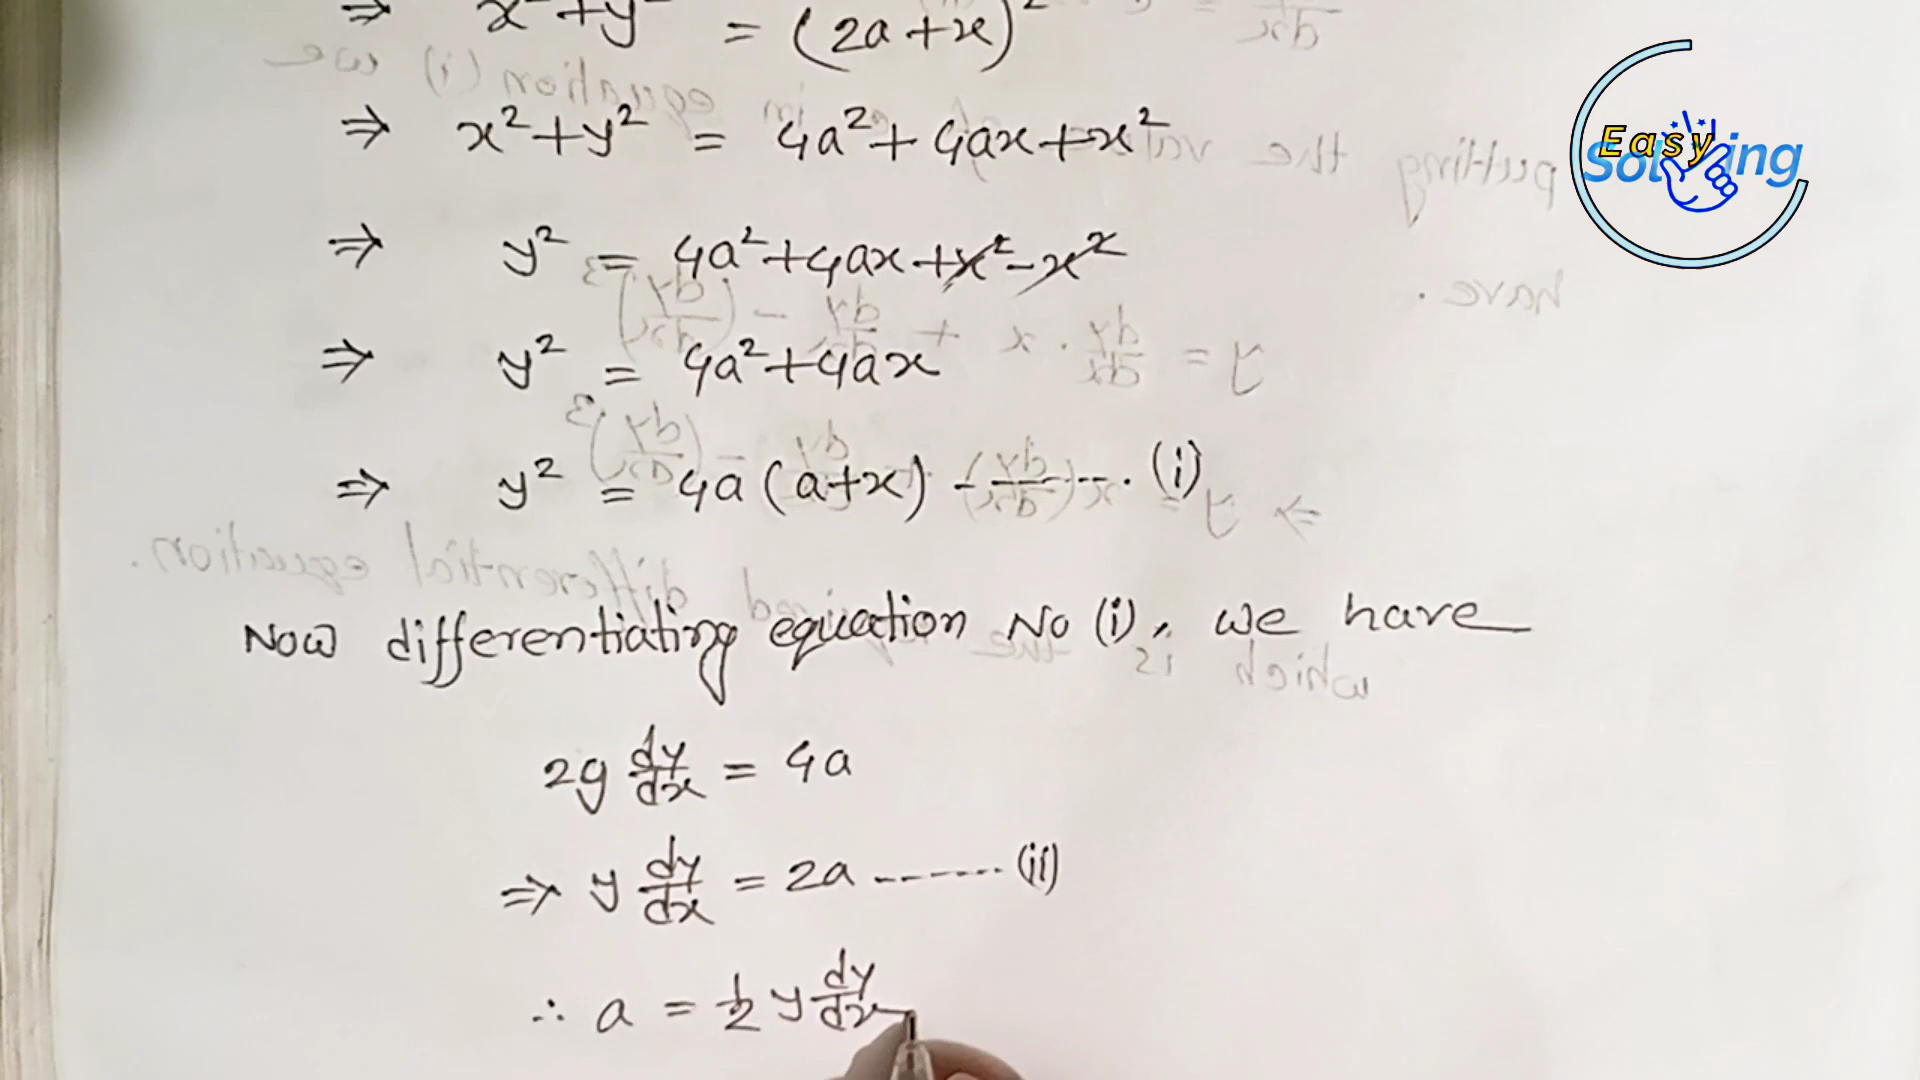 ⇒ x²+y² = (2a+x)²
⇒ x²+y² = 4a²+4ax+x²
⇒ y² = 4a²+4ax+x²-x²
⇒ y² = 4a²+4ax
⇒ y² = 4a(a+x) ------- (i)
Now differentiating equation No (i), we have
2y dy/dx = 4a
⇒ y dy/dx = 2a ------- (ii)
∴ a = 1/2 y dy/dx
Easy
Solving